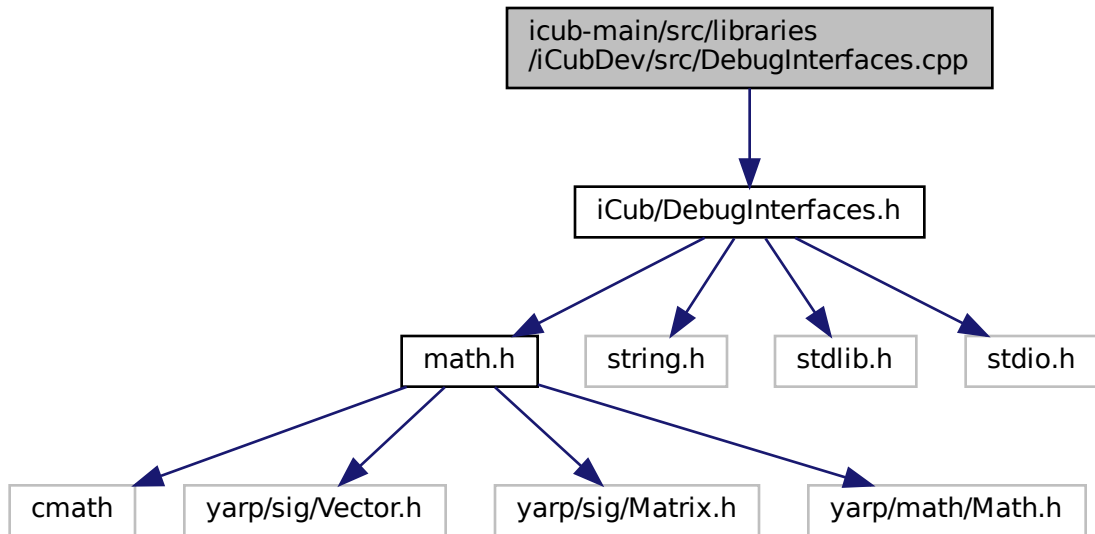 icub-main/src/libraries
/iCubDev/src/DebugInterfaces.cpp
iCub/DebugInterfaces.h
math.h
string.h
stdlib.h
stdio.h
cmath
yarp/sig/Vector.h
yarp/sig/Matrix.h
yarp/math/Math.h